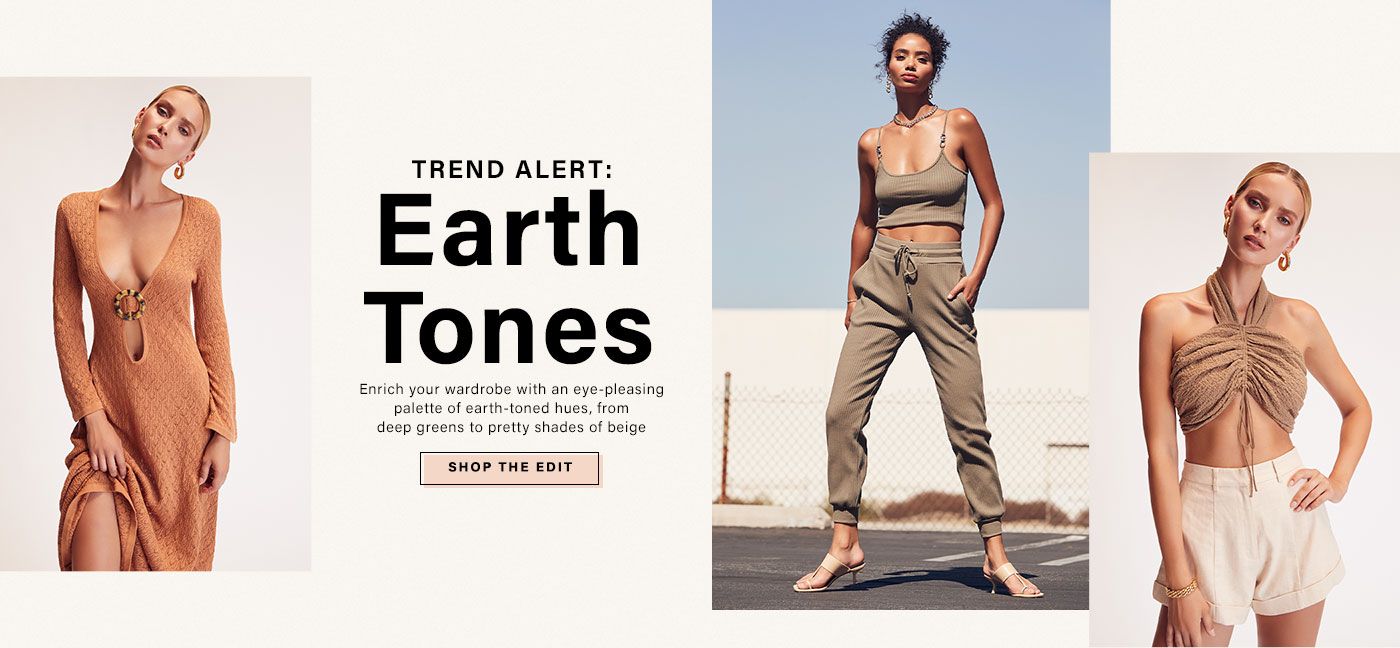 TREND ALERT:
Earth
Tones
Enrich your wardrobe with an eye-pleasing
palette of earth-toned hues, from
deep greens to pretty shades of beige
SHOP THE EDIT